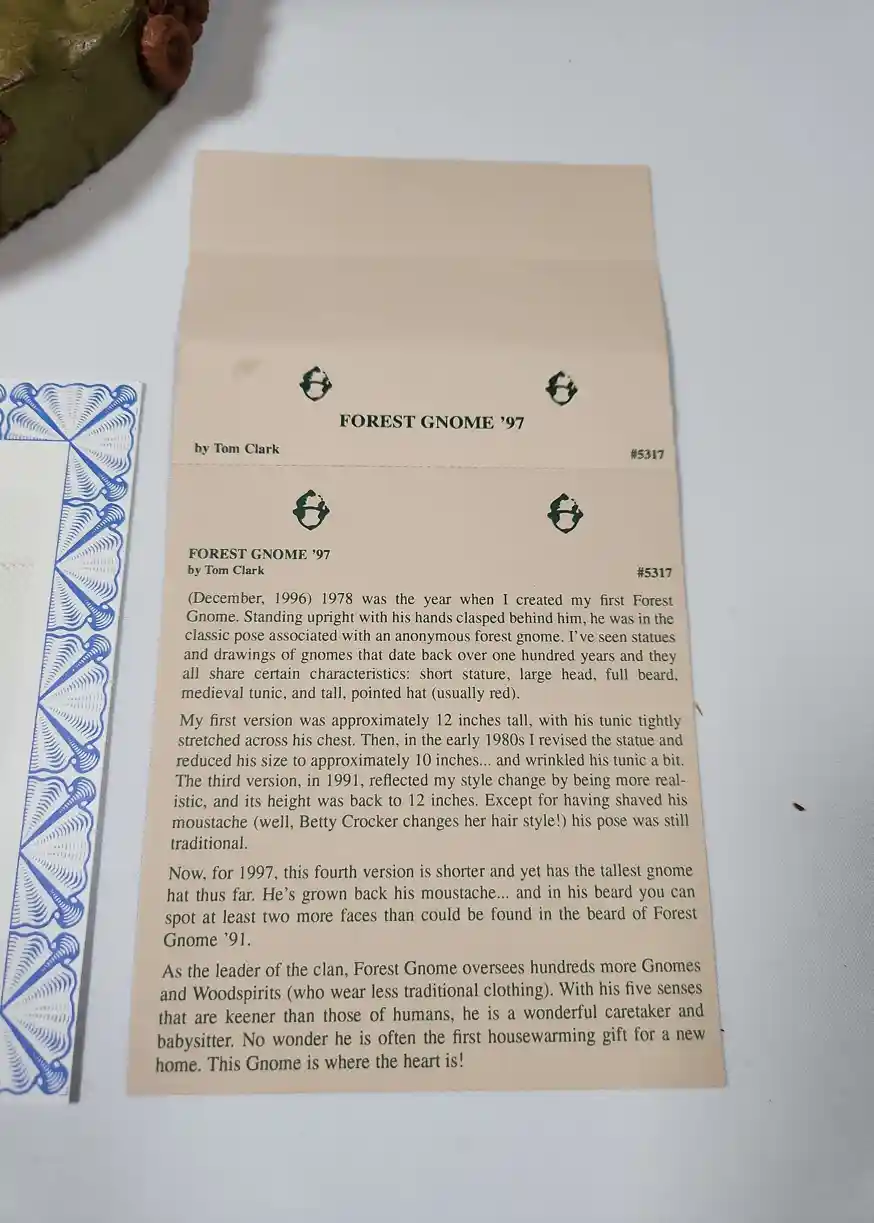 FOREST GNOME ’97
by Tom Clark #5317
FOREST GNOME ’97
by Tom Clark #5317
(December, 1996) 1978 was the year when I created my first Forest
Gnome. Standing upright with his hands clasped behind him, he was in the
classic pose associated with an anonymous forest gnome. I’ve seen statues
and drawings of gnomes that date back over one hundred years and they
all share certain characteristics: short stature, large head, full beard,
medieval tunic, and tall, pointed hat (usually red).
My first version was approximately 12 inches tall, with his tunic tightly
stretched across his chest. Then, in the early 1980s I revised the statue and
reduced his size to approximately 10 inches... and wrinkled his tunic a bit.
The third version, in 1991, reflected my style change by being more real-
istic, and its height was back to 12 inches. Except for having shaved his
moustache (well, Betty Crocker changes her hair style!) his pose was still
traditional.
Now, for 1997, this fourth version is shorter and yet has the tallest gnome
hat thus far. He’s grown back his moustache... and in his beard you can
spot at least two more faces than could be found in the beard of Forest
Gnome ’91.
As the leader of the clan, Forest Gnome oversees hundreds more Gnomes
and Woodspirits (who wear less traditional clothing). With his five senses
that are keener than those of humans, he is a wonderful caretaker and
babysitter. No wonder he is often the first housewarming gift for a new
home. This Gnome is where the heart is!